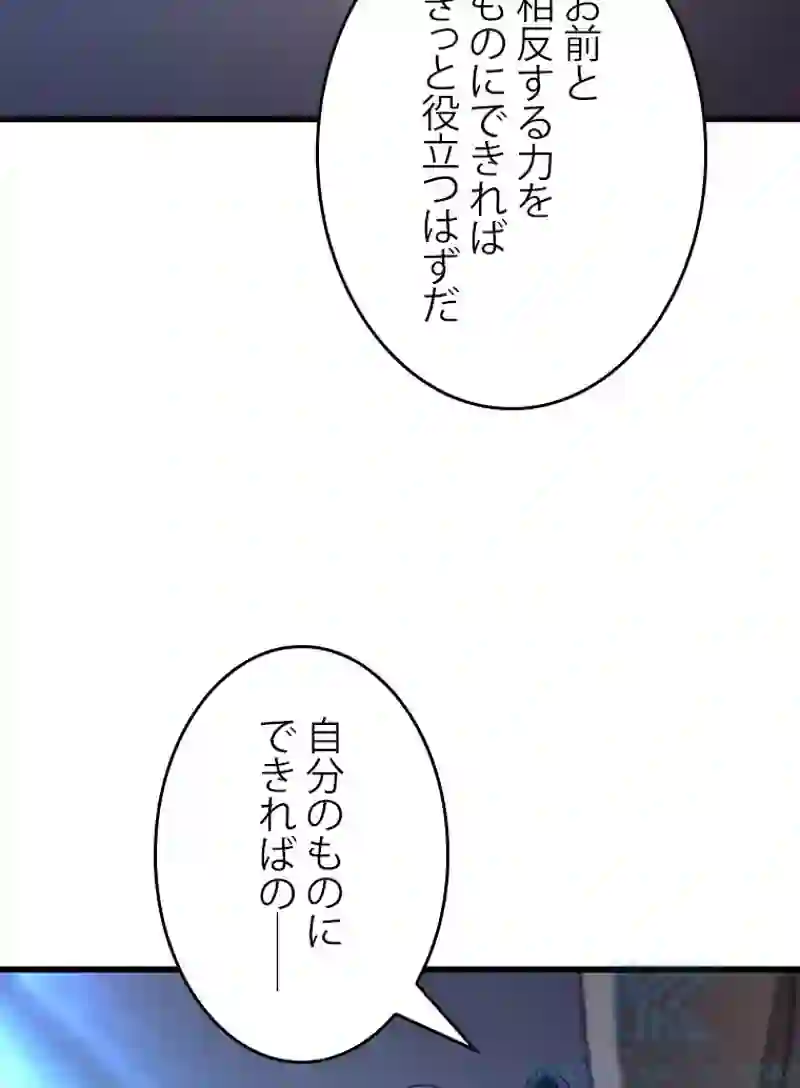 お前と
相反する力を
ものにできれば
きっと役立つはずだ
自分のものに
できればの──